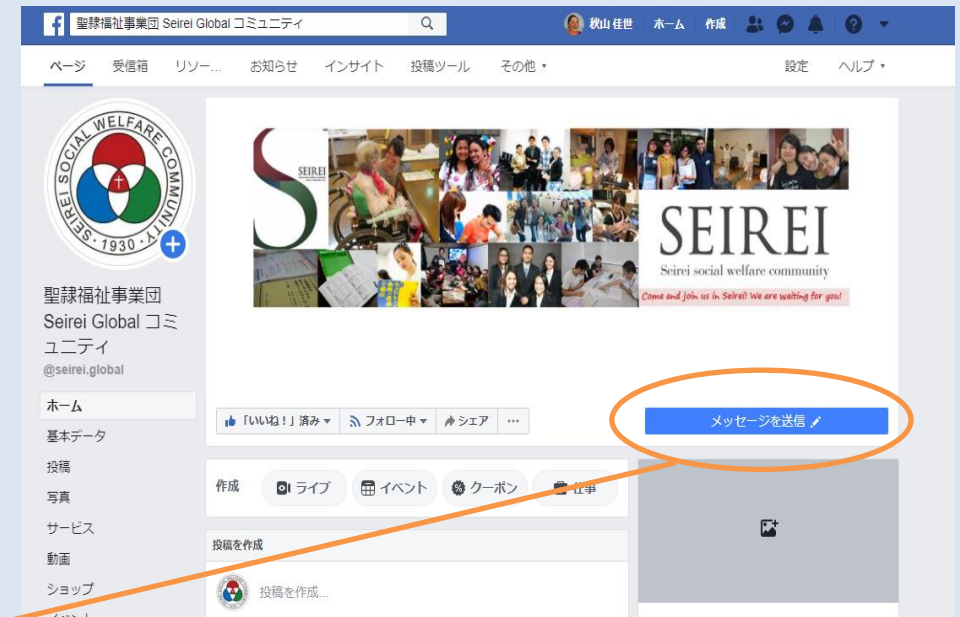 聖隷福祉事業団 Seirei Global コミュニティ
秋山 佳世 ホーム 作成
ページ 受信箱 リソー... お知らせ インサイト 投稿ツール その他 設定 ヘルプ
SEIREI SOCIAL WELFARE COMMUNITY
・1930・
聖隷福祉事業団
Seirei Global コミ
ュニティ
@seirei.global
SEIREI
SEIREI
Seirei social welfare community
Come and join us in Seirei! We are waiting for you!
ホーム
基本データ
投稿
写真
サービス
動画
ショップ
イベント
「いいね！」済み フォロー中 シェア ...
メッセージを送信
作成 ライブ イベント クーポン 仕事
投稿を作成
投稿を作成...